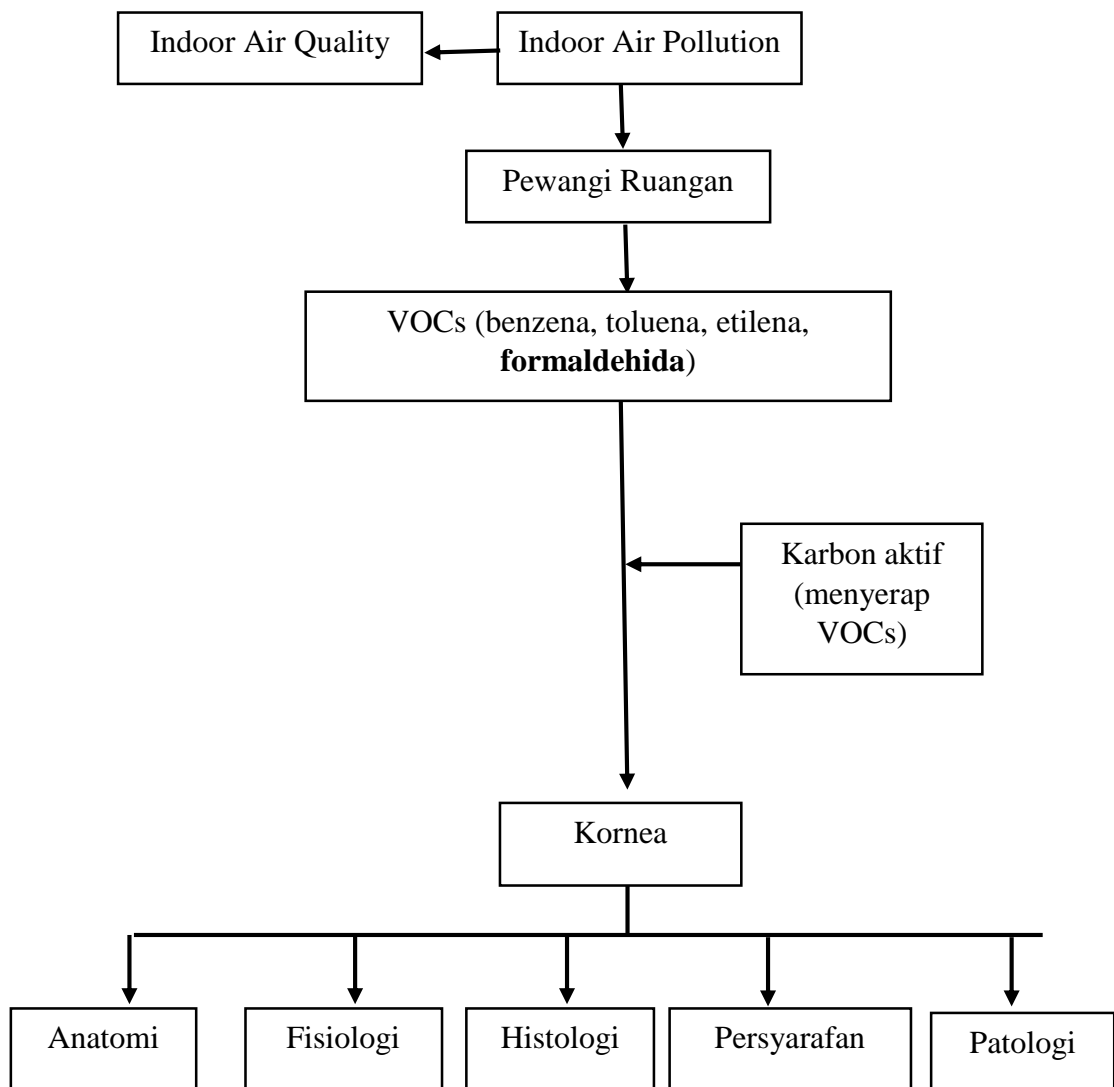 Indoor Air Quality
Indoor Air Pollution
Pewangi Ruangan
VOCs (benzena, toluena, etilena,
formaldehida)
Karbon aktif
(menyerap
VOCs)
Kornea
Anatomi
Fisiologi
Histologi
Persyarafan
Patologi